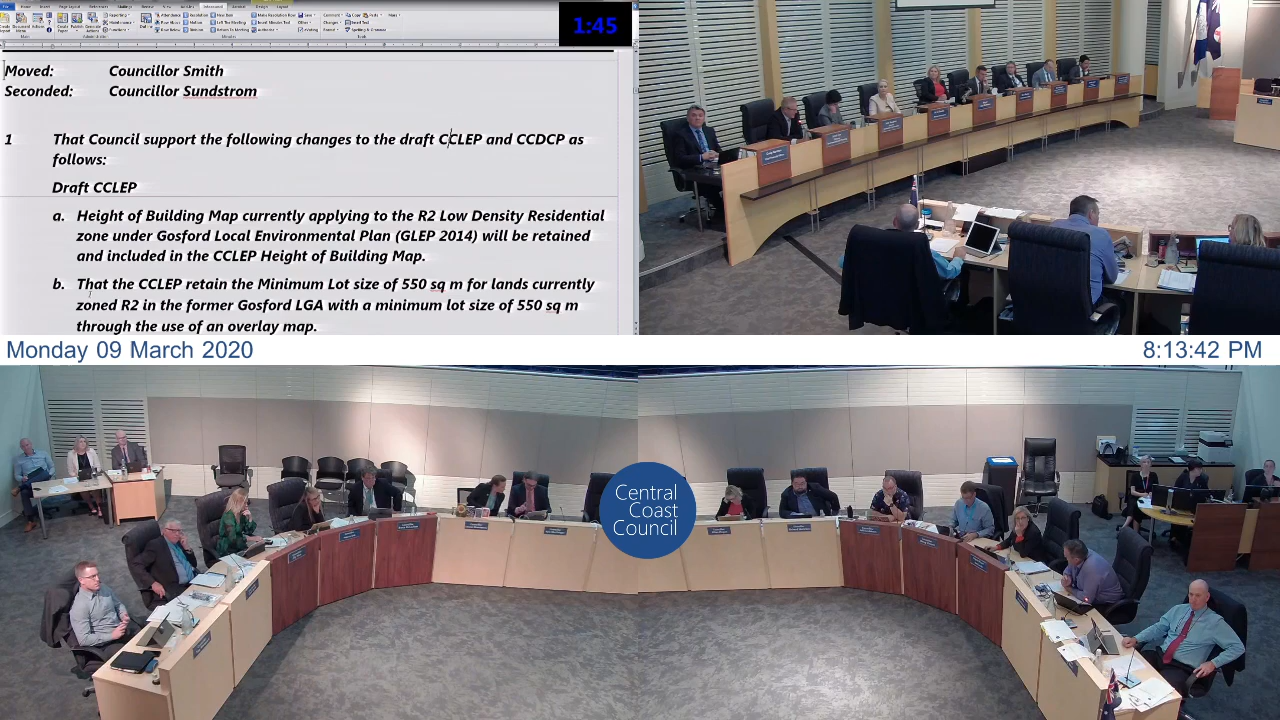 1:45
Moved: Councillor Smith
Seconded: Councillor Sundstrom
1 That Council support the following changes to the draft CCLEP and CCDCP as
follows:
Draft CCLEP
a. Height of Building Map currently applying to the R2 Low Density Residential
zone under Gosford Local Environmental Plan (GLEP 2014) will be retained
and included in the CCLEP Height of Building Map.
b. That the CCLEP retain the Minimum Lot size of 550 sq m for lands currently
zoned R2 in the former Gosford LGA with a minimum lot size of 550 sq m
through the use of an overlay map.
Monday 09 March 2020
8:13:42 PM
Central
Coast
Council